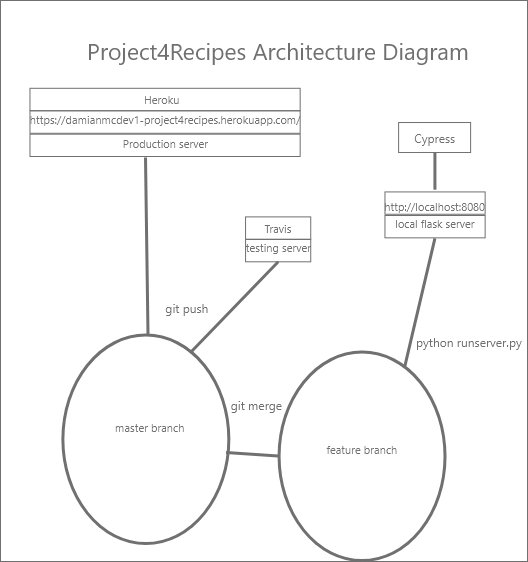 Project4Recipes Architecture Diagram
Heroku
https://damianmcdev1-project4recipes.herokuapp.com/
Production server
Cypress
http://localhost:8080
local flask server
Travis
testing server
git push
python runserver.py
git merge
master branch
feature branch